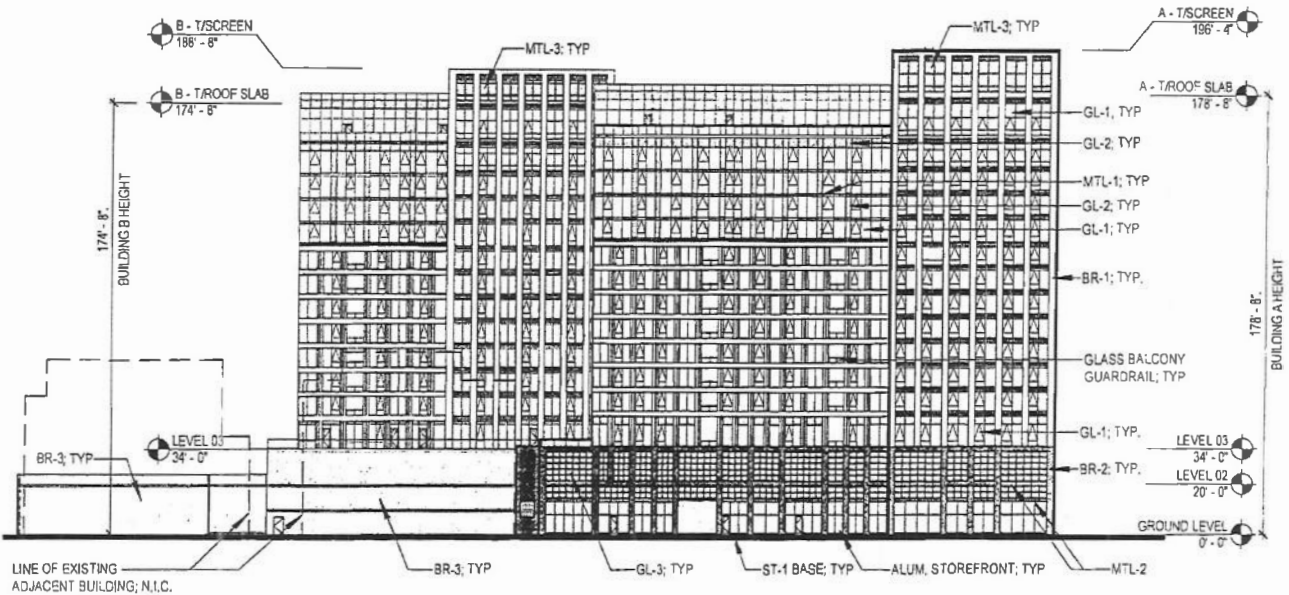 A - T/SCREEN
196' - 4"
B - T/SCREEN
186' - 8"
MTL-3; TYP
MTL-3; TYP
B - T/ROOF SLAB
174' - 8"
A - T/ROOF SLAB
178' - 8"
GL-1, TYP
GL-2; TYP
MTL-1; TYP
GL-2; TYP
GL-1; TYP
174' - 8".
BUILDING B HEIGHT
BR-1; TYP.
178' - 8".
BUILDING A HEIGHT
GLASS BALCONY
GUARDRAIL; TYP
GL-1; TYP.
LEVEL 03
34' - 0"
LEVEL 03
34' - 0"
BR-3; TYP
BR-2; TYP.
LEVEL 02
20' - 0"
GROUND LEVEL
0' - 0"
LINE OF EXISTING
ADJACENT BUILDING; N.I.C.
BR-3; TYP
GL-3; TYP
ST-1 BASE; TYP
ALUM, STOREFRONT; TYP
MTL-2